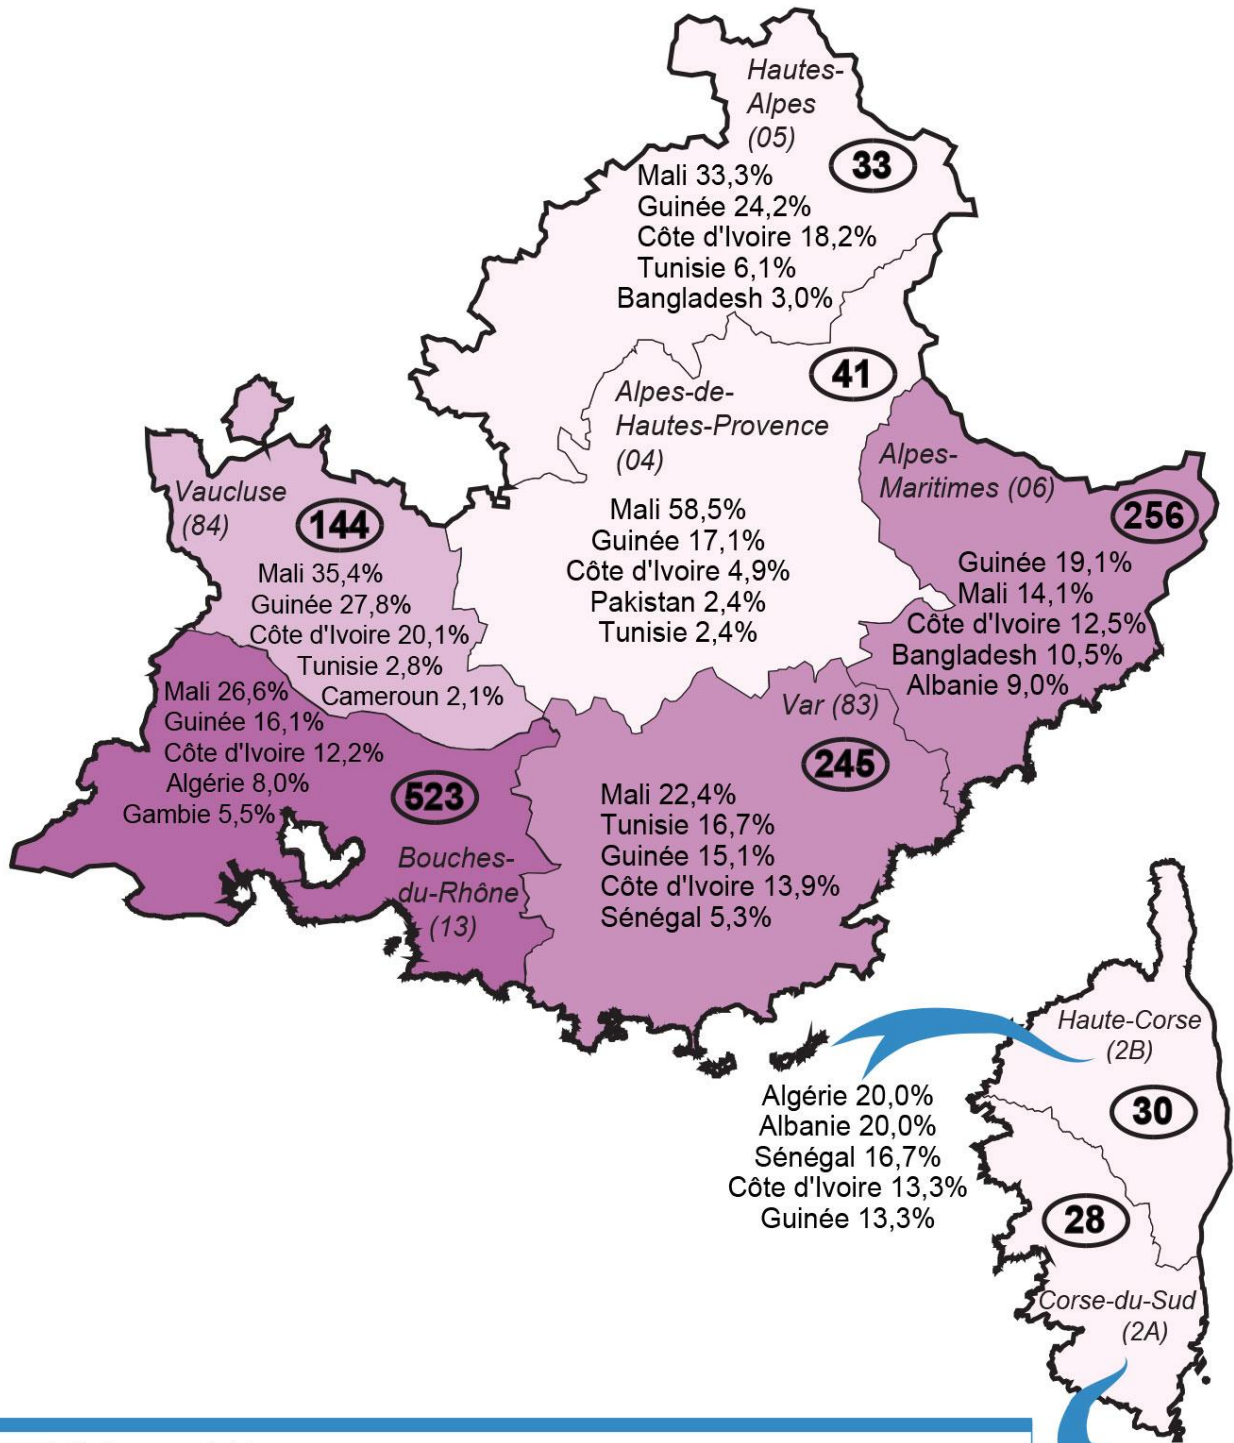 Hautes-
Alpes
(05)
33
Mali 33,3%
Guinée 24,2%
Côte d'Ivoire 18,2%
Tunisie 6,1%
Bangladesh 3,0%
41
Alpes-de-
Hautes-Provence
(04)
Mali 58,5%
Guinée 17,1%
Côte d'Ivoire 4,9%
Pakistan 2,4%
Tunisie 2,4%
Alpes-
Maritimes (06)
256
Guinée 19,1%
Mali 14,1%
Côte d'Ivoire 12,5%
Bangladesh 10,5%
Albanie 9,0%
Vaucluse
(84)
144
Mali 35,4%
Guinée 27,8%
Côte d'Ivoire 20,1%
Tunisie 2,8%
Cameroun 2,1%
Mali 26,6%
Guinée 16,1%
Côte d'Ivoire 12,2%
Algérie 8,0%
Gambie 5,5%
523
Bouches-
du-Rhône
(13)
Var (83)
245
Mali 22,4%
Tunisie 16,7%
Guinée 15,1%
Côte d'Ivoire 13,9%
Sénégal 5,3%
Haute-Corse
(2B)
30
Algérie 20,0%
Albanie 20,0%
Sénégal 16,7%
Côte d'Ivoire 13,3%
Guinée 13,3%
28
Corse-du-Sud
(2A)